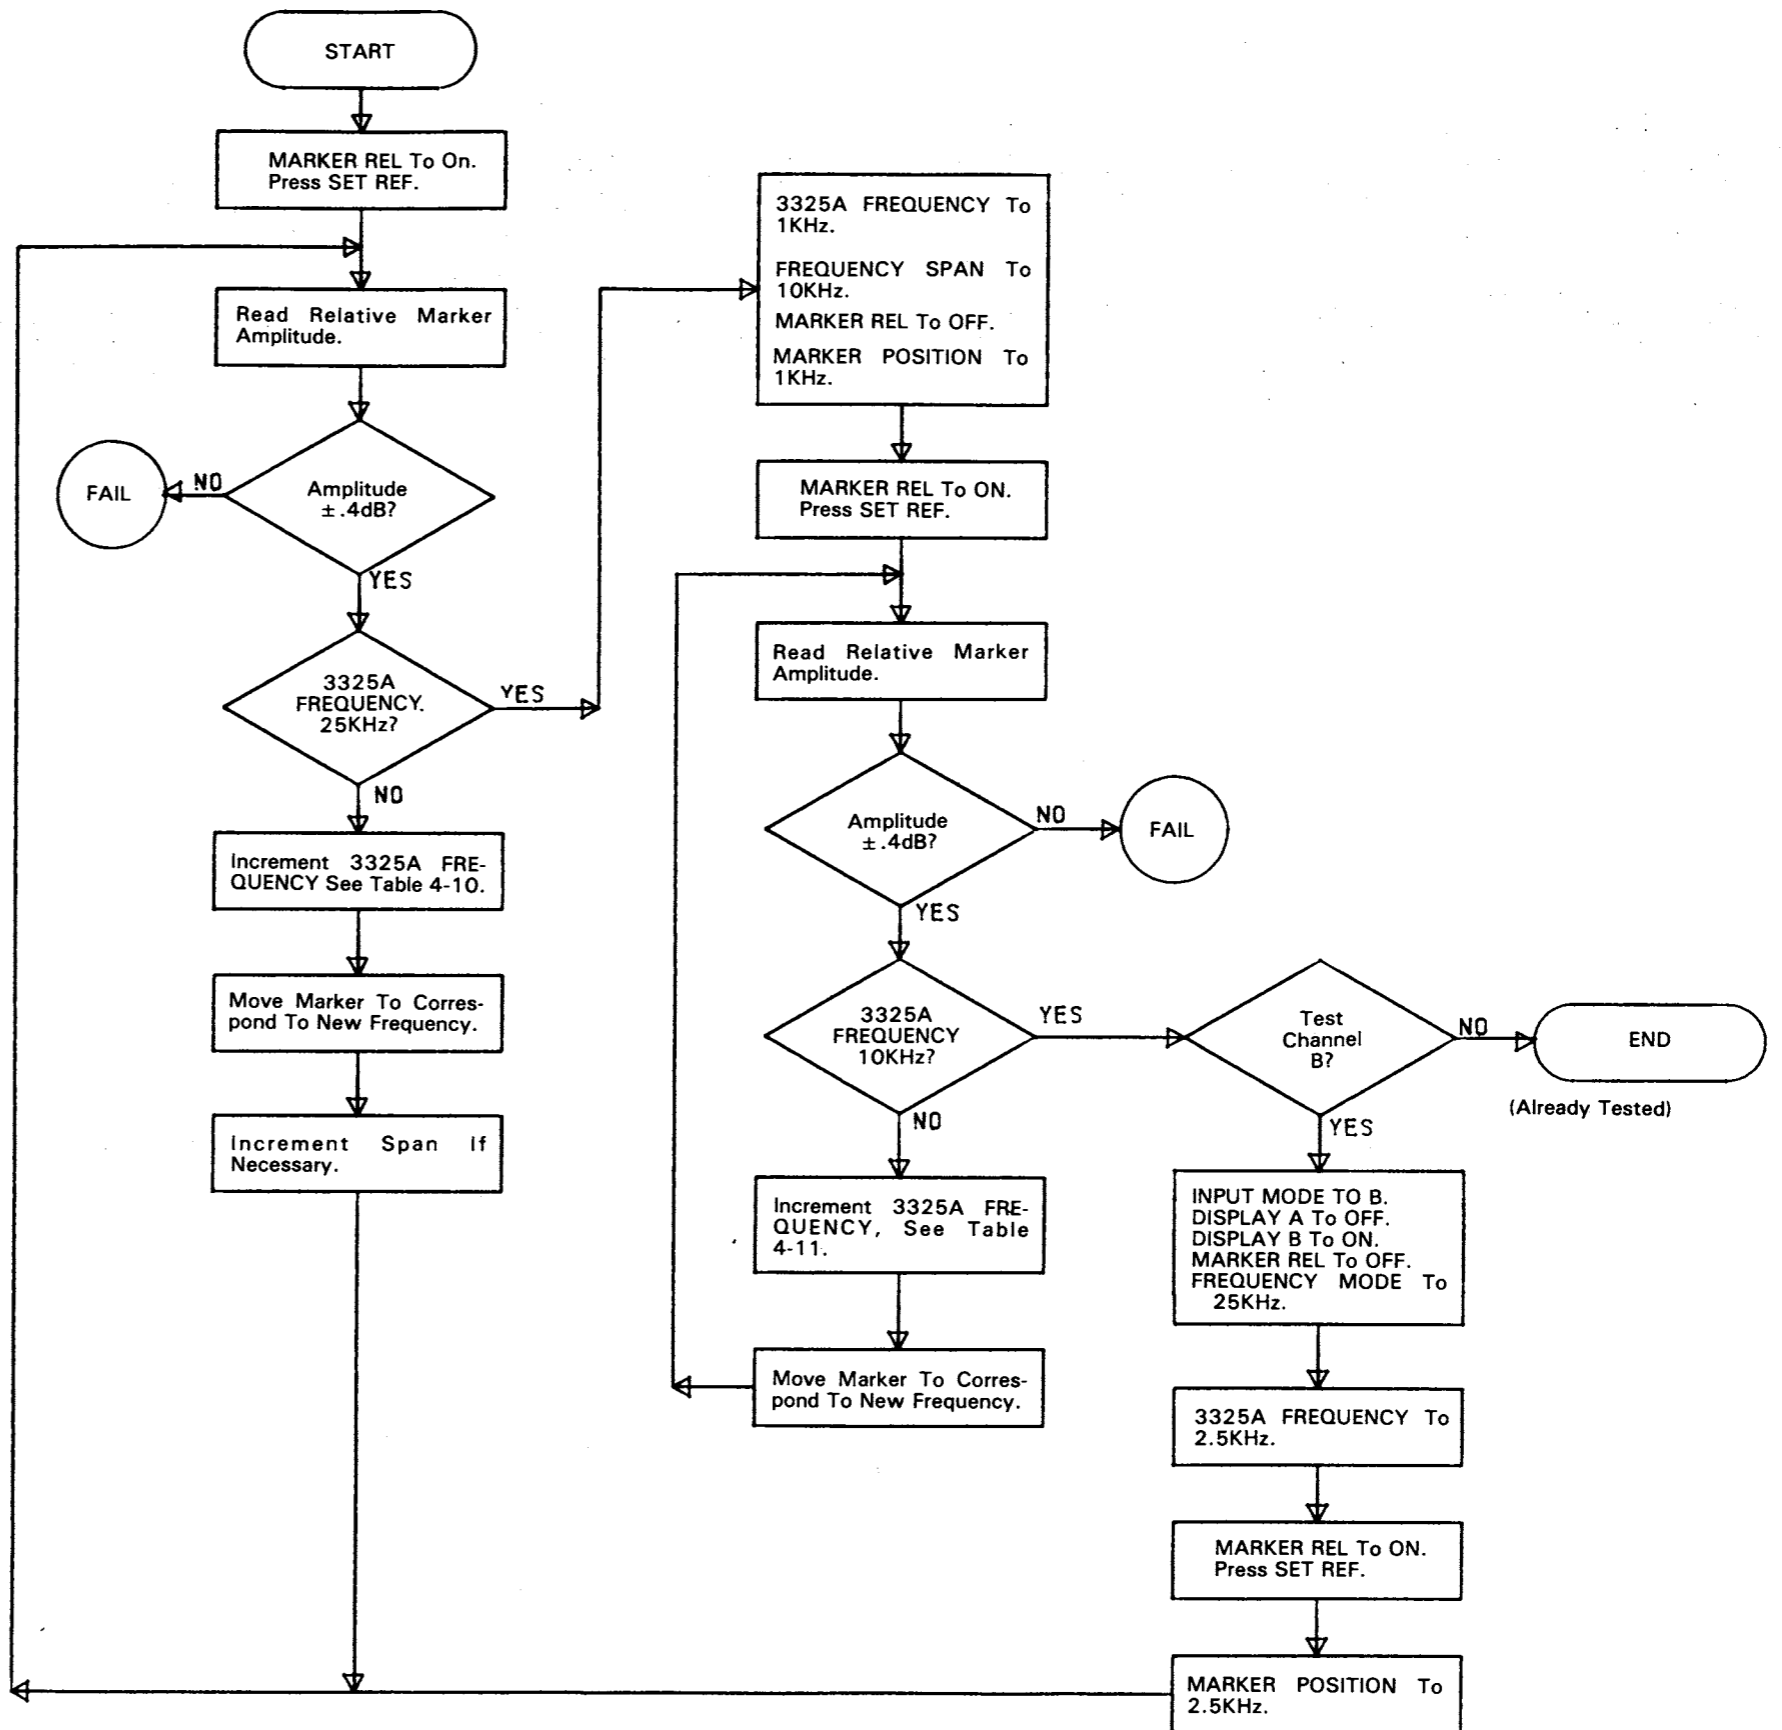 START
MARKER REL To On.
Press SET REF.
Read Relative Marker
Amplitude.
Amplitude
± .4dB?
NO
FAIL
YES
3325A
FREQUENCY.
25KHz?
YES
NO
Increment 3325A FRE-
QUENCY See Table 4-10.
Move Marker To Corres-
pond To New Frequency.
Increment Span If
Necessary.
3325A FREQUENCY To
1KHz.
FREQUENCY SPAN To
10KHz.
MARKER REL To OFF.
MARKER POSITION To
1KHz.
MARKER REL To ON.
Press SET REF.
Read Relative Marker
Amplitude.
Amplitude
± .4dB?
NO
FAIL
YES
3325A
FREQUENCY
10KHz?
YES
NO
Increment 3325A FRE-
QUENCY, See Table
4-11.
Move Marker To Corres-
pond To New Frequency.
Test
Channel
B?
NO
END
(Already Tested)
YES
INPUT MODE TO B.
DISPLAY A To OFF.
DISPLAY B To ON.
MARKER REL To OFF.
FREQUENCY MODE To
25KHz.
3325A FREQUENCY To
2.5KHz.
MARKER REL To ON.
Press SET REF.
MARKER POSITION To
2.5KHz.